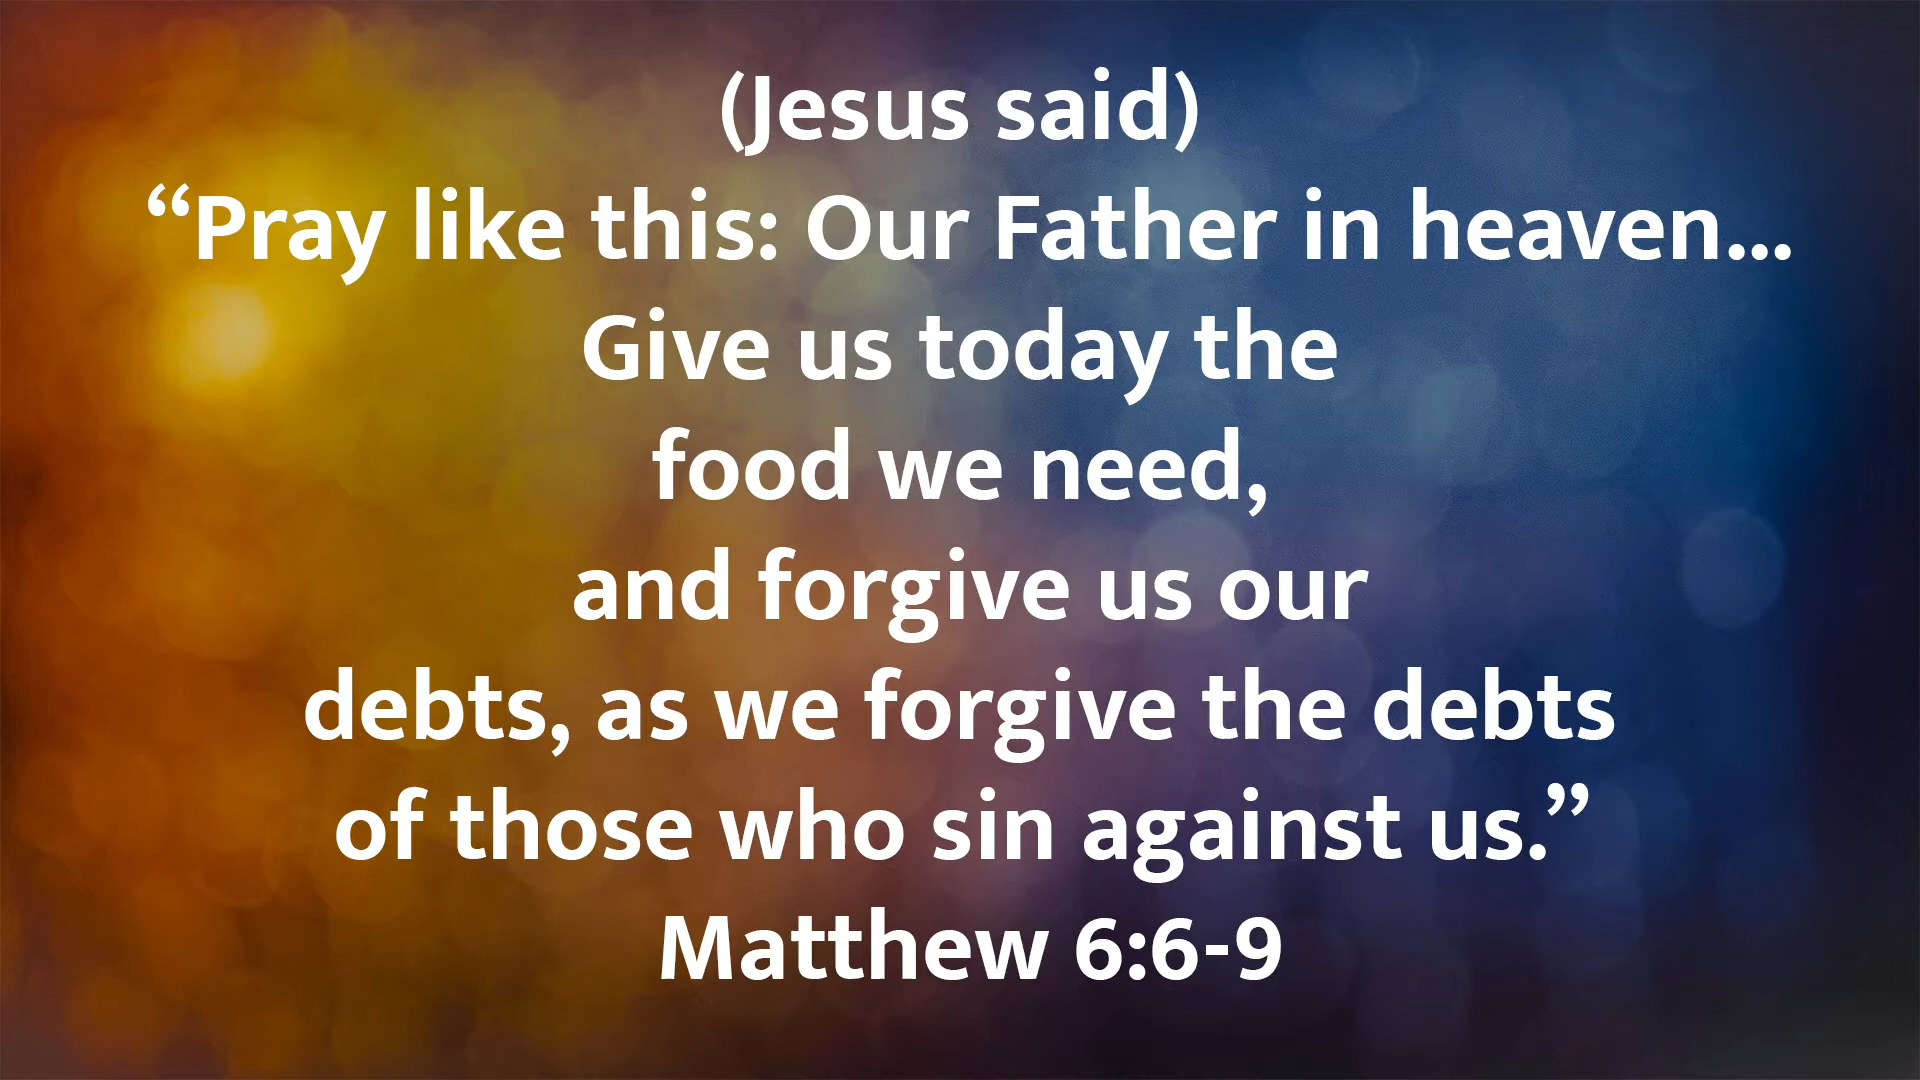 (Jesus said)
“Pray like this: Our Father in heaven...
Give us today the
food we need,
and forgive us our
debts, as we forgive the debts
of those who sin against us.”
Matthew 6:6-9